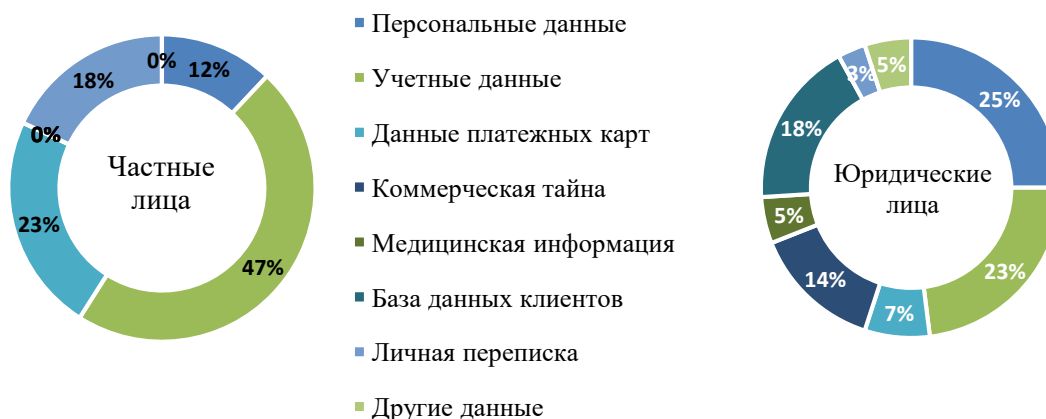 0%
12%
18%
0%
23%
47%
Частные
лица
Персональные данные
Учетные данные
Данные платежных карт
Коммерческая тайна
Медицинская информация
База данных клиентов
Личная переписка
Другие данные
3%
5%
25%
18%
5%
14%
7%
23%
Юридические
лица